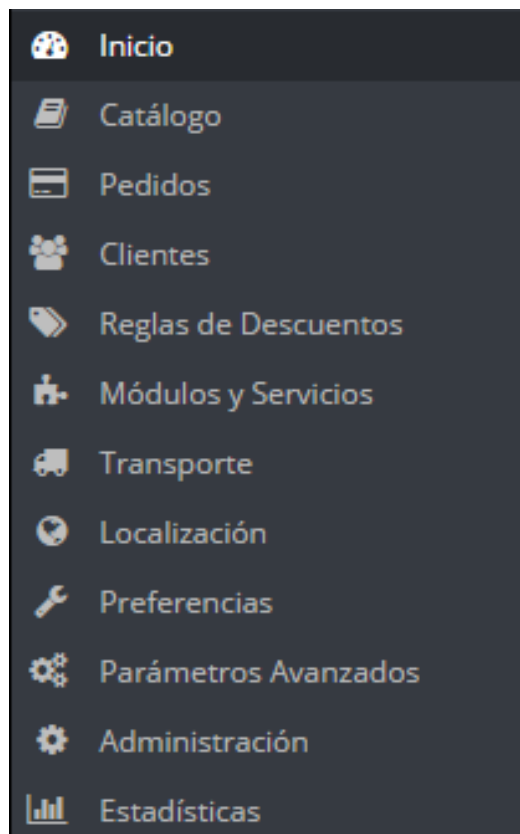 Inicio
Catálogo
Pedidos
Clientes
Reglas de Descuentos
Módulos y Servicios
Transporte
Localización
Preferencias
Parámetros Avanzados
Administración
Estadísticas